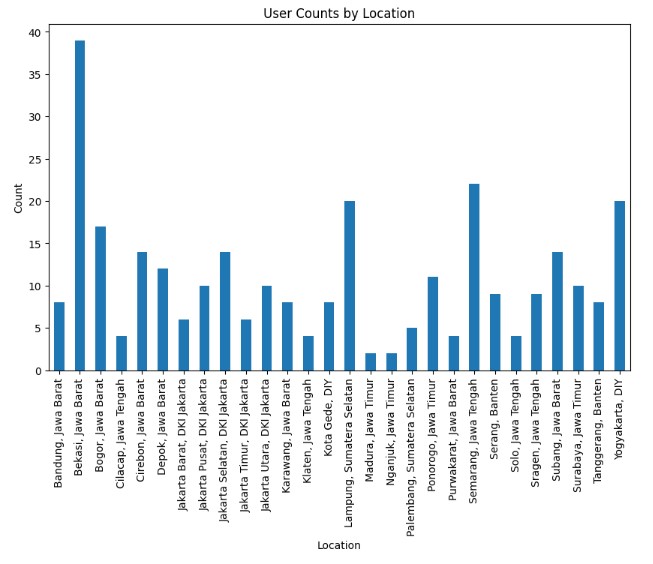 User Counts by Location
40
35
30
25
20
15
10
5
0
Count
Bandung, Jawa Barat
Bekasi, Jawa Barat
Bogor, Jawa Barat
Cilacap, Jawa Tengah
Cirebon, Jawa Barat
Depok, Jawa Barat
Jakarta Barat, DKI Jakarta
Jakarta Pusat, DKI Jakarta
Jakarta Selatan, DKI Jakarta
Jakarta Timur, DKI Jakarta
Jakarta Utara, DKI Jakarta
Karawang, Jawa Barat
Klaten, Jawa Tengah
Kota Gede, DIY
Lampung, Sumatera Selatan
Madura, Jawa Timur
Nganjuk, Jawa Timur
Palembang, Sumatera Selatan
Ponorogo, Jawa Timur
Purwakarat, Jawa Barat
Semarang, Jawa Tengah
Serang, Banten
Solo, Jawa Tengah
Sragen, Jawa Tengah
Subang, Jawa Barat
Surabaya, Jawa Timur
Tanggerang, Banten
Yogyakarta, DIY
Location